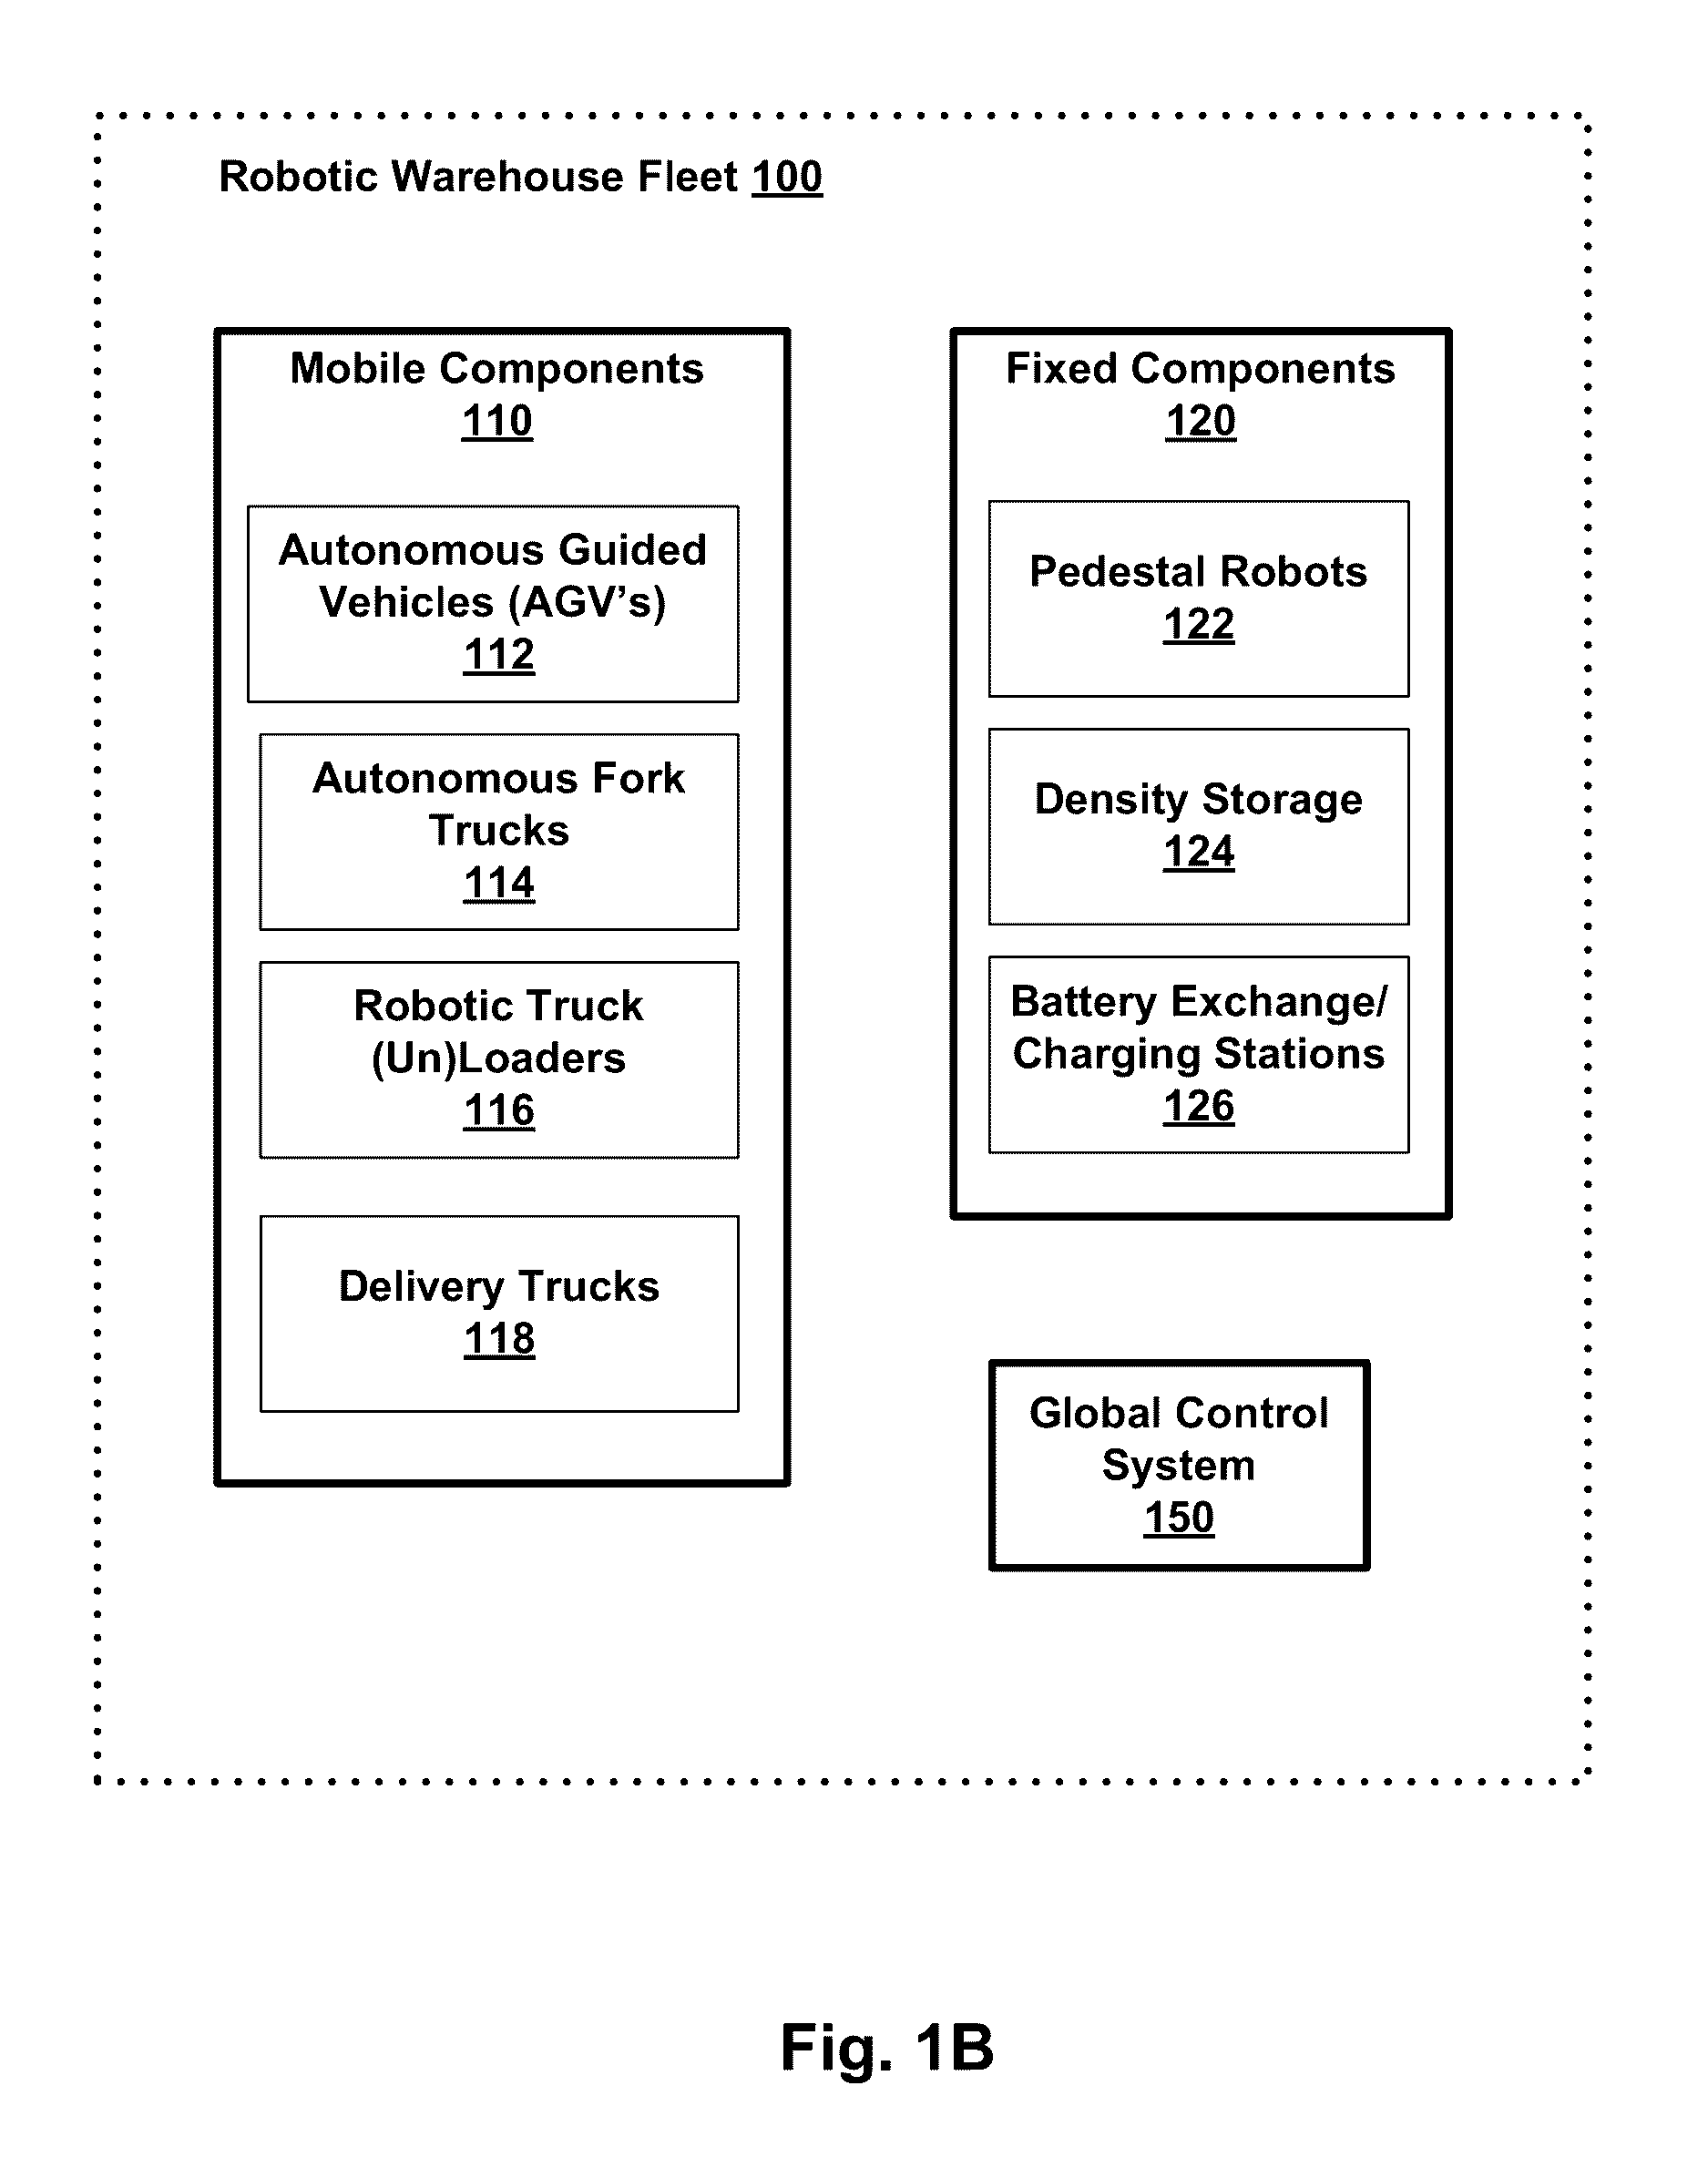 Robotic Warehouse Fleet 100
Mobile Components
110
Autonomous Guided
Vehicles (AGV’s)
112
Autonomous Fork
Trucks
114
Robotic Truck
(Un)Loaders
116
Delivery Trucks
118
Fixed Components
120
Pedestal Robots
122
Density Storage
124
Battery Exchange/
Charging Stations
126
Global Control
System
150
Fig. 1B